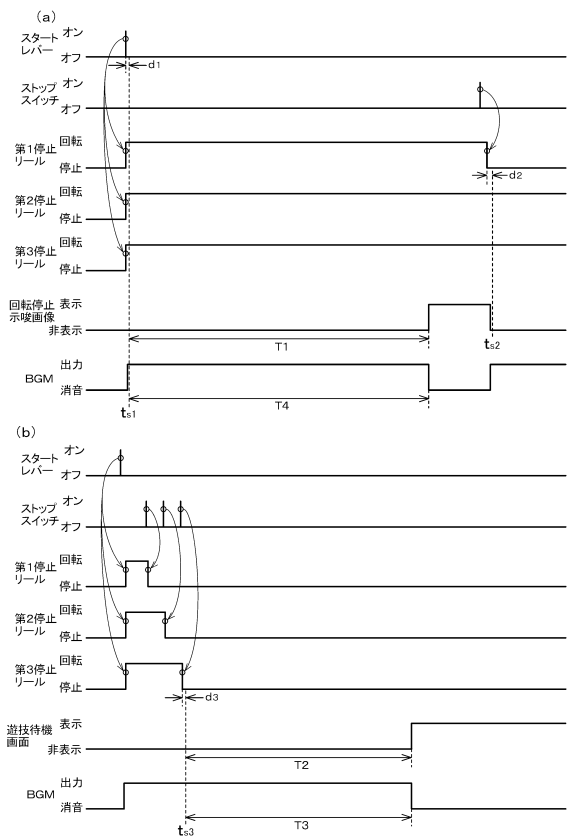 (a)
スタート
レバー
オン
オフ
d1
ストップ
スイッチ
オン
オフ
第1停止
リール
回転
停止
d2
第2停止
リール
回転
停止
第3停止
リール
回転
停止
回転停止
示唆画像
表示
非表示
T1
ts2
BGM
出力
消音
T4
ts1
(b)
スタート
レバー
オン
オフ
ストップ
スイッチ
オン
オフ
第1停止
リール
回転
停止
第2停止
リール
回転
停止
第3停止
リール
回転
停止
d3
遊技待機
画面
表示
非表示
T2
BGM
出力
消音
T3
ts3